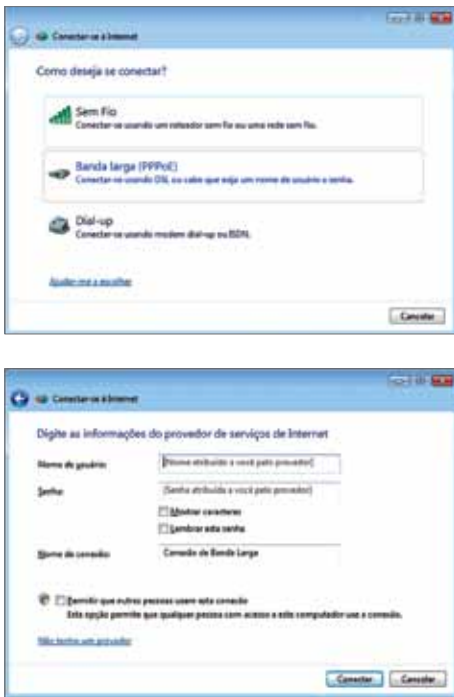 Conectar-se à Internet
Como deseja se conectar?
Sem Fio
Conectar-se usando um roteador sem fio ou uma rede sem fio.
Banda larga (PPPoE)
Conectar-se usando DSL ou cabo que exija um nome de usuário e senha.
Dial-up
Conectar-se usando modem dial-up ou ISDN.
Ajudar-me a escolher
Cancelar
Conectar-se à Internet
Digite as informações do provedor de serviços de Internet
Nome de usuário:
[Nome atribuído a você pelo provedor]
Senha:
[Senha atribuída a você pelo provedor]
Mostrar caracteres
Lembrar esta senha
Nome da conexão:
Conexão de Banda Larga
Permitir que outras pessoas usem esta conexão
Esta opção permite que qualquer pessoa com acesso a este computador use a conexão.
Não tenho um provedor
Conectar
Cancelar